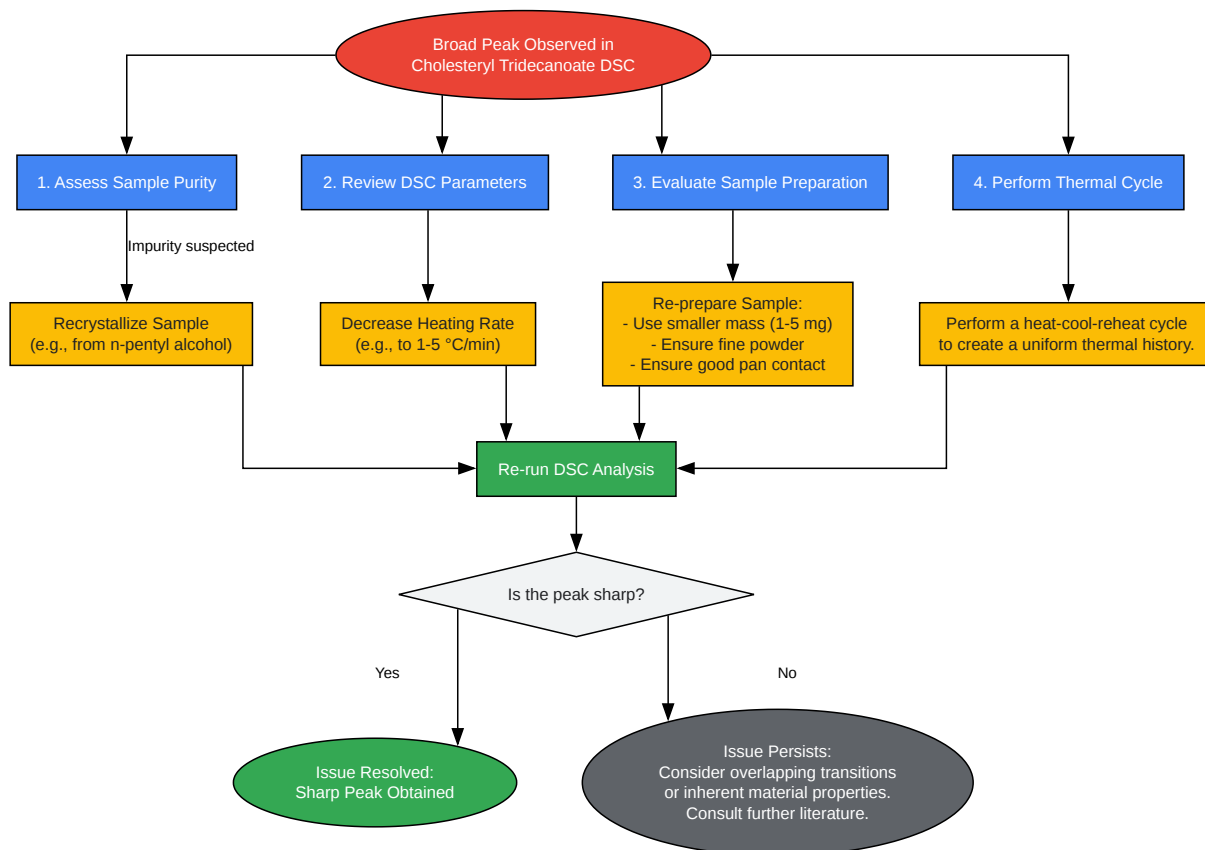 Broad Peak Observed in
Cholesteryl Tridecanoate DSC
1. Assess Sample Purity
2. Review DSC Parameters
3. Evaluate Sample Preparation
4. Perform Thermal Cycle
Impurity suspected
Recrystallize Sample
(e.g., from n-pentyl alcohol)
Decrease Heating Rate
(e.g., to 1-5 °C/min)
Re-prepare Sample:
- Use smaller mass (1-5 mg)
- Ensure fine powder
- Ensure good pan contact
Perform a heat-cool-reheat cycle
to create a uniform thermal history.
Re-run DSC Analysis
Is the peak sharp?
Yes
No
Issue Resolved:
Sharp Peak Obtained
Issue Persists:
Consider overlapping transitions
or inherent material properties.
Consult further literature.